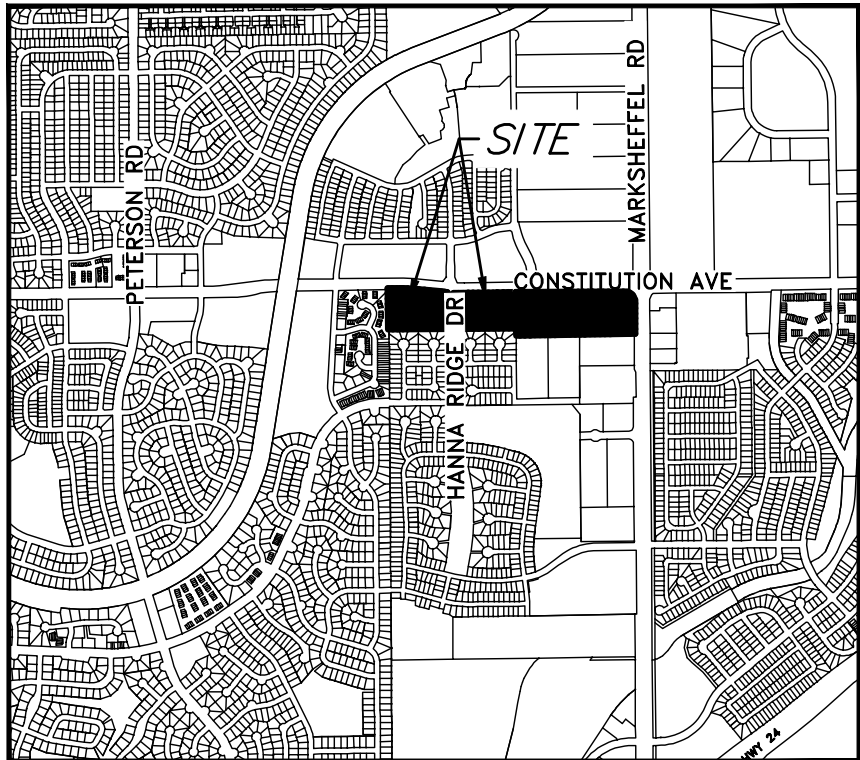 MARKSHEFFEL RD
SITE
PETERSON RD
CONSTITUTION AVE
HANNA RIDGE DR
HWY 24